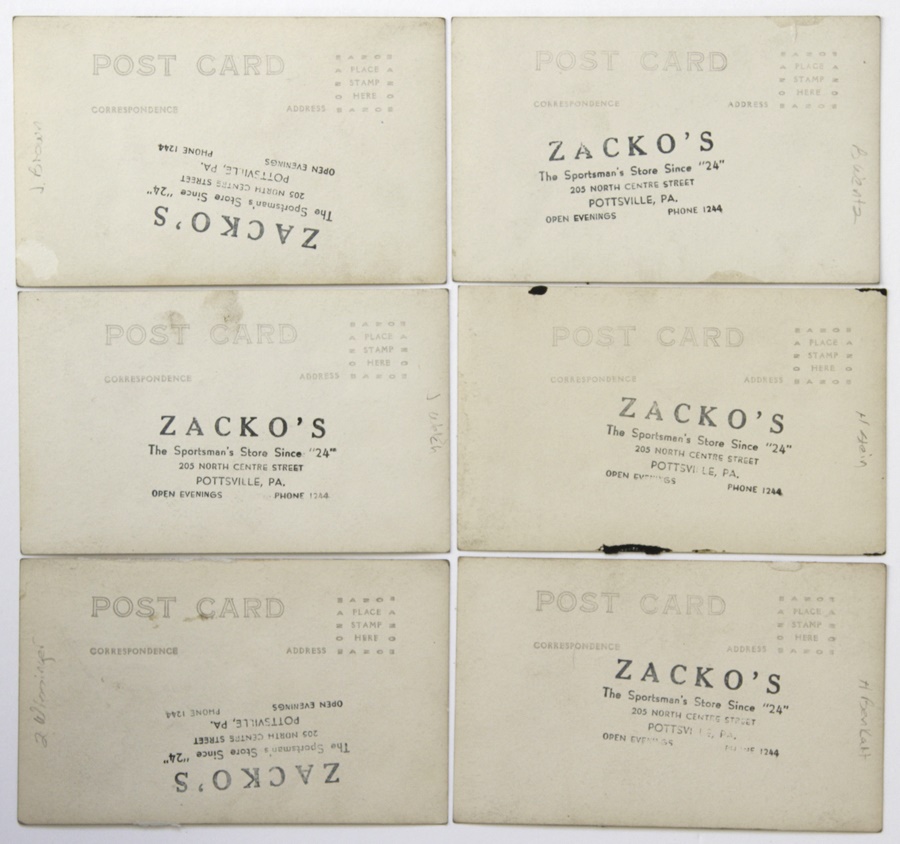 POST CARD
AZO
PLACE
STAMP
HERE
CORRESPONDENCE
ADDRESS
J. Brown
ZACKO'S
The Sportsman's Store Since "24"
205 NORTH CENTRE STREET
POTTSVILLE, PA.
OPEN EVENINGS PHONE 1244
POST CARD
PLACE
STAMP
HERE
CORRESPONDENCE
ADDRESS
ZACKO'S
The Sportsman's Store Since "24"
205 NORTH CENTRE STREET
POTTSVILLE, PA.
OPEN EVENINGS PHONE 1244
B Wentz
POST CARD
PLACE
STAMP
HERE
CORRESPONDENCE
ADDRESS
ZACKO'S
The Sportsman's Store Since "24"
205 NORTH CENTRE STREET
POTTSVILLE, PA.
OPEN EVENINGS PHONE 1244
POST CARD
PLACE
STAMP
HERE
CORRESPONDENCE
ADDRESS
ZACKO'S
The Sportsman's Store Since "24"
205 NORTH CENTRE STREET
POTTSVILLE, PA.
OPEN EVENINGS PHONE 1244
POST CARD
PLACE
STAMP
HERE
CORRESPONDENCE
ADDRESS
ZACKO'S
The Sportsman's Store Since "24"
205 NORTH CENTRE STREET
POTTSVILLE, PA.
OPEN EVENINGS PHONE 1244
POST CARD
PLACE
STAMP
HERE
CORRESPONDENCE
ADDRESS
ZACKO'S
The Sportsman's Store Since "24"
205 NORTH CENTRE STREET
POTTSVILLE, PA.
OPEN EVENINGS PHONE 1244